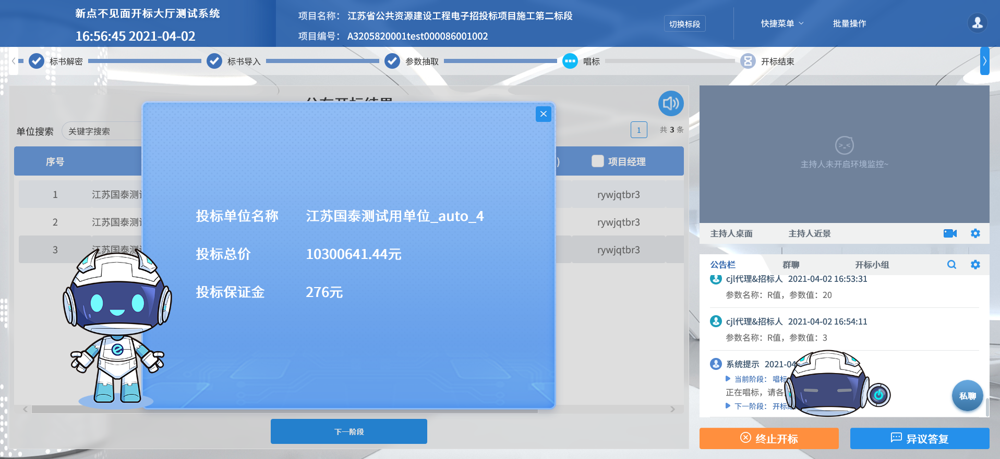 新点不见面开标大厅测试系统
16:56:45 2021-04-02
项目名称： 江苏省公共资源建设工程电子招投标项目施工第二标段
项目编号： A3205820001test000086001002
切换标段
快捷菜单
批量操作
标书解密
标书导入
参数抽取
唱标
开标结束
公布开标结果
单位搜索
关键字搜索
1
共 3 条
序号
)
项目经理
1 江苏国泰测 rywjqtbr3
2 江苏国泰测 rywjqtbr3
3 江苏国泰测 rywjqtbr3
投标单位名称 江苏国泰测试用单位_auto_4
投标总价 10300641.44元
投标保证金 276元
下一阶段
>_<
主持人未开启环境监控~
主持人桌面
主持人近景
公告栏
群聊
开标小组
cjl代理&招标人 2021-04-02 16:53:31
参数名称：R值，参数值：20
cjl代理&招标人 2021-04-02 16:54:11
参数名称：R值，参数值：3
系统提示 2021-04
当前阶段： 唱标
正在唱标，请各
下一阶段： 开标
私聊
终止开标
异议答复